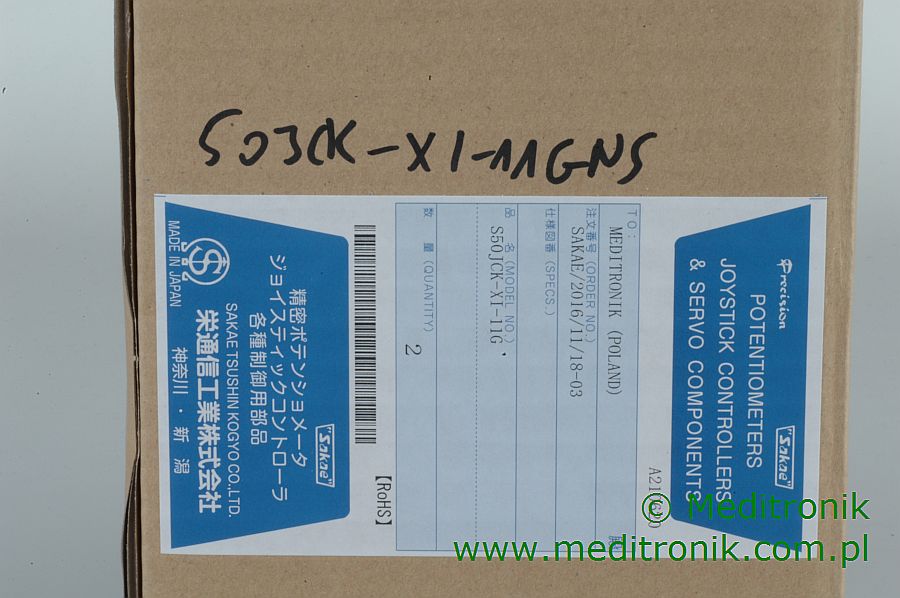 S03CK-XI-11GNS
Precision
POTENTIOMETERS
JOYSTICK CONTROLLERS
& SERVO COMPONENTS
"Sakae"
TO:
MEDITRONIK (POLAND)
注文番号 (ORDER NO.)
SAKAE/2016/11/18-03
仕様図番 (SPECS.)
品 名 (MODEL NO.)
S50JCK-XI-11G
数 量 (QUANTITY)
2
【RoHS】
"Sakae"
精密ポテンショメータ
ジョイスティックコントローラ
各種制御用部品
SAKAE TSUSHIN KOGYO CO.,LTD.
栄通信工業株式会社
神奈川・新潟
MADE IN JAPAN
© Meditronik
www.meditronik.com.pl